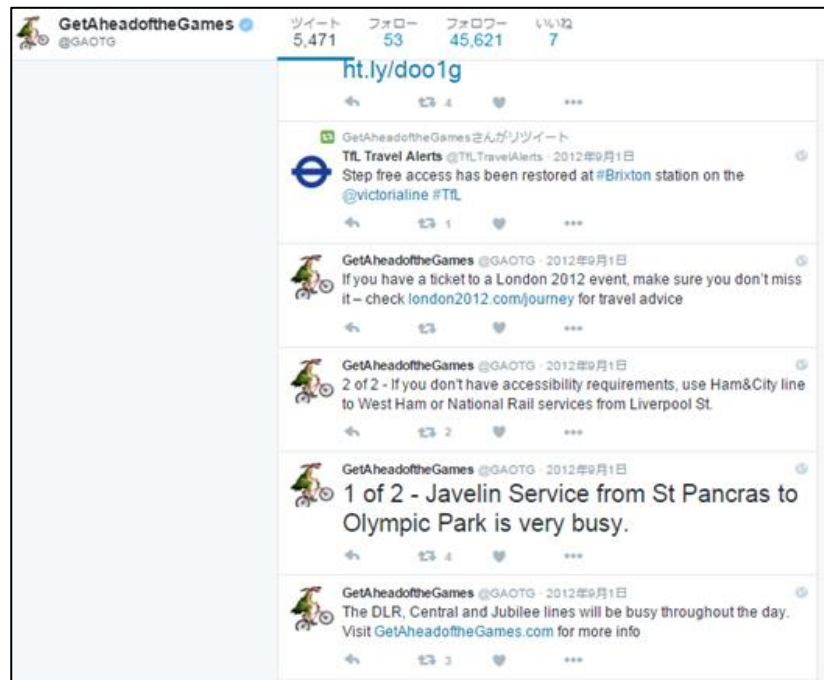 GetAheadoftheGames
@GAOTG
ツイート
5,471
フォロー
53
フォロワー
45,621
いいね
7
ht.ly/doo1g
4
GetAheadoftheGamesさんがリツイート
TfL Travel Alerts @TfLTravelAlerts · 2012年9月1日
Step free access has been restored at #Brixton station on the
@victorialine #TfL
1
GetAheadoftheGames @GAOTG · 2012年9月1日
If you have a ticket to a London 2012 event, make sure you don't miss
it – check london2012.com/journey for travel advice
GetAheadoftheGames @GAOTG · 2012年9月1日
2 of 2 - If you don't have accessibility requirements, use Ham&City line
to West Ham or National Rail services from Liverpool St.
2
GetAheadoftheGames @GAOTG · 2012年9月1日
1 of 2 - Javelin Service from St Pancras to
Olympic Park is very busy.
4
GetAheadoftheGames @GAOTG · 2012年9月1日
The DLR, Central and Jubilee lines will be busy throughout the day.
Visit GetAheadoftheGames.com for more info
3